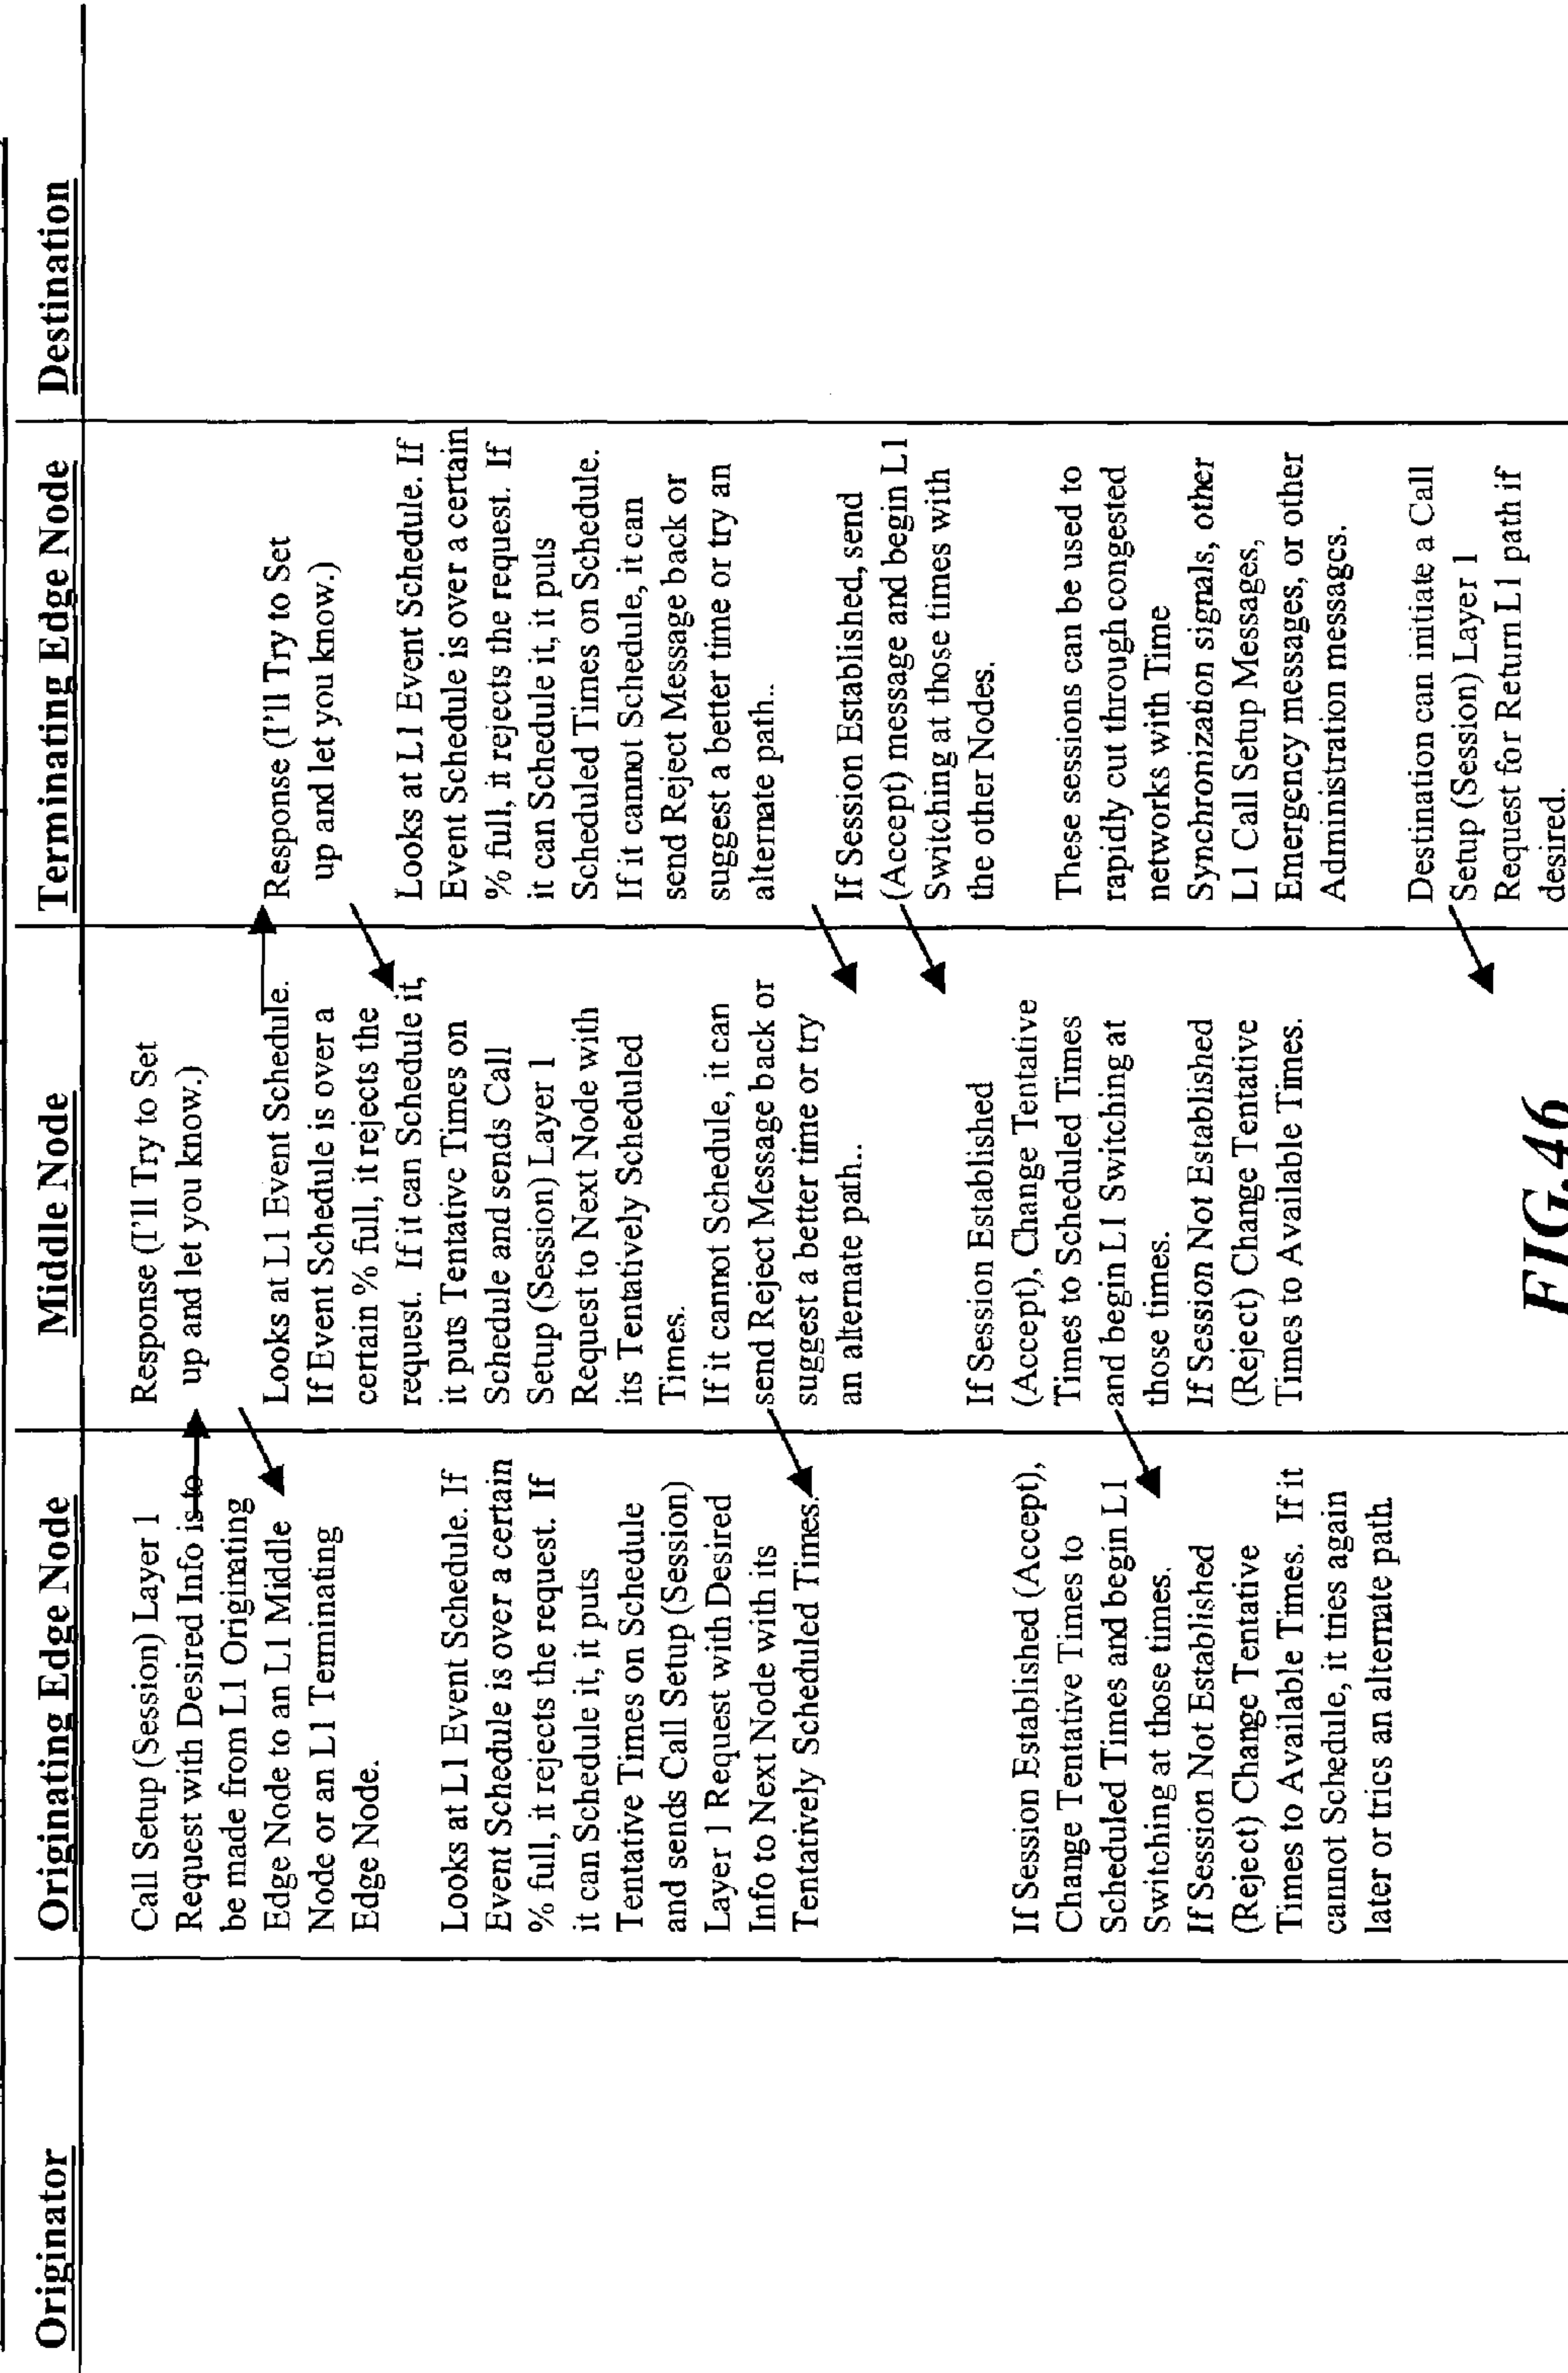 Originator
Originating Edge Node
Middle Node
Terminating Edge Node
Destination
Call Setup (Session) Layer 1
Request with Desired Info is to
be made from L1 Originating
Edge Node to an L1 Middle
Node or an L1 Terminating
Edge Node.
Looks at L1 Event Schedule. If
Event Schedule is over a certain
% full, it rejects the request. If
it can Schedule it, it puts
Tentative Times on Schedule
and sends Call Setup (Session)
Layer 1 Request with Desired
Info to Next Node with its
Tentatively Scheduled Times.
If Session Established (Accept),
Change Tentative Times to
Scheduled Times and begin L1
Switching at those times.
If Session Not Established
(Reject) Change Tentative
Times to Available Times. If it
cannot Schedule, it tries again
later or tries an alternate path.
Response (I'll Try to Set
up and let you know.)
Looks at L1 Event Schedule.
If Event Schedule is over a
certain % full, it rejects the
request. If it can Schedule it,
it puts Tentative Times on
Schedule and sends Call
Setup (Session) Layer 1
Request to Next Node with
its Tentatively Scheduled
Times.
If it cannot Schedule, it can
send Reject Message back or
suggest a better time or try
an alternate path..
If Session Established
(Accept), Change Tentative
Times to Scheduled Times
and begin L1 Switching at
those times.
If Session Not Established
(Reject) Change Tentative
Times to Available Times.
Response (I'll Try to Set
up and let you know.)
Looks at L1 Event Schedule. If
Event Schedule is over a certain
% full, it rejects the request. If
it can Schedule it, it puts
Scheduled Times on Schedule.
If it cannot Schedule, it can
send Reject Message back or
suggest a better time or try an
alternate path..
If Session Established, send
(Accept) message and begin L1
Switching at those times with
the other Nodes.
These sessions can be used to
rapidly cut through congested
networks with Time
Synchronization signals, other
L1 Call Setup Messages,
Emergency messages, or other
Administration messages.
Destination can initiate a Call
Setup (Session) Layer 1
Request for Return L1 path if
desired.
FIG.46